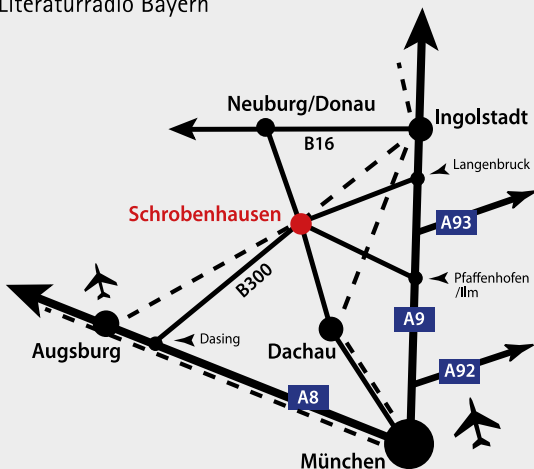 Literaturradio Bayern
Neuburg/Donau
Ingolstadt
B16
Langenbruck
Schrobenhausen
A93
B300
Pfaffenhofen
/Ilm
A9
Dasing
Augsburg
Dachau
A92
A8
München